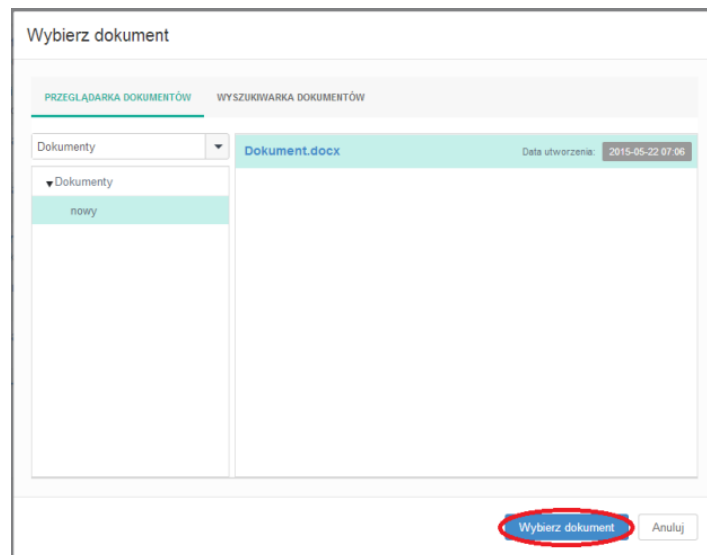 Wybierz dokument
PRZEGLĄDARKA DOKUMENTÓW WYSZUKIWARKA DOKUMENTÓW
Dokumenty
Dokument.docx Data utworzenia: 2015-05-22 07:06
Dokumenty
nowy
Wybierz dokument Anuluj